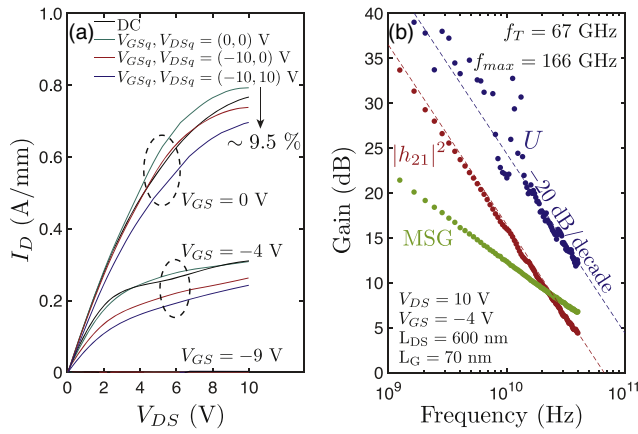 (a)
DC
V_{GSq}, V_{DSq} = (0, 0) V
V_{GSq}, V_{DSq} = (-10, 0) V
V_{GSq}, V_{DSq} = (-10, 10) V
~ 9.5 %
V_{GS} = 0 V
V_{GS} = -4 V
V_{GS} = -9 V
I_D (A/mm)
1.0
0.8
0.6
0.4
0.2
0.0
0 2 4 6 8 10 12 14
V_{DS} (V)
(b)
f_T = 67 GHz
f_{max} = 166 GHz
U
|h_{21}|^2
-20 dB/decade
MSG
V_{DS} = 10 V
V_{GS} = -4 V
L_{DS} = 600 nm
L_G = 70 nm
Gain (dB)
40
35
30
25
20
15
10
5
0
10^9 10^{10} 10^{11}
Frequency (Hz)